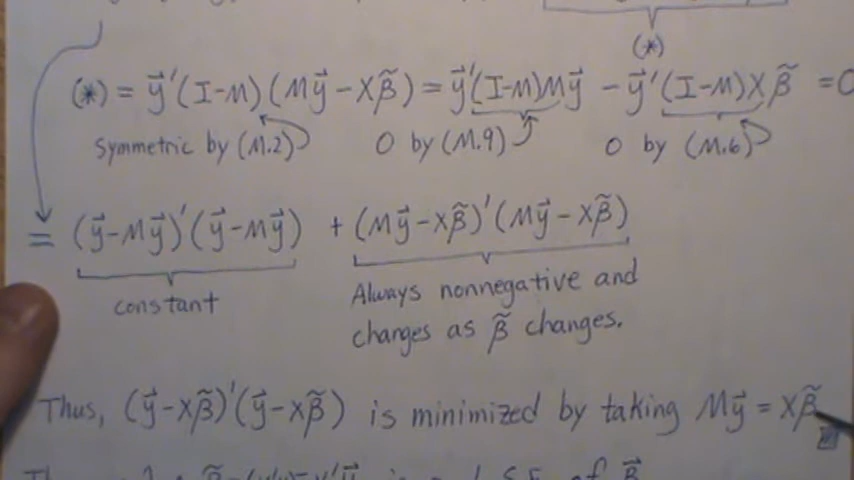 (*)
(*) = y⃗'(I-M)(My⃗ - Xβ̃) = y⃗'(I-M)My⃗ - y⃗'(I-M)Xβ̃ = 0
Symmetric by (M.2) 0 by (M.9) 0 by (M.6)
= (y⃗-My⃗)'(y⃗-My⃗) + (My⃗-Xβ̃)'(My⃗-Xβ̃)
constant Always nonnegative and
changes as β̃ changes.
Thus, (y⃗-Xβ̃)'(y⃗-Xβ̃) is minimized by taking My⃗ = Xβ̃